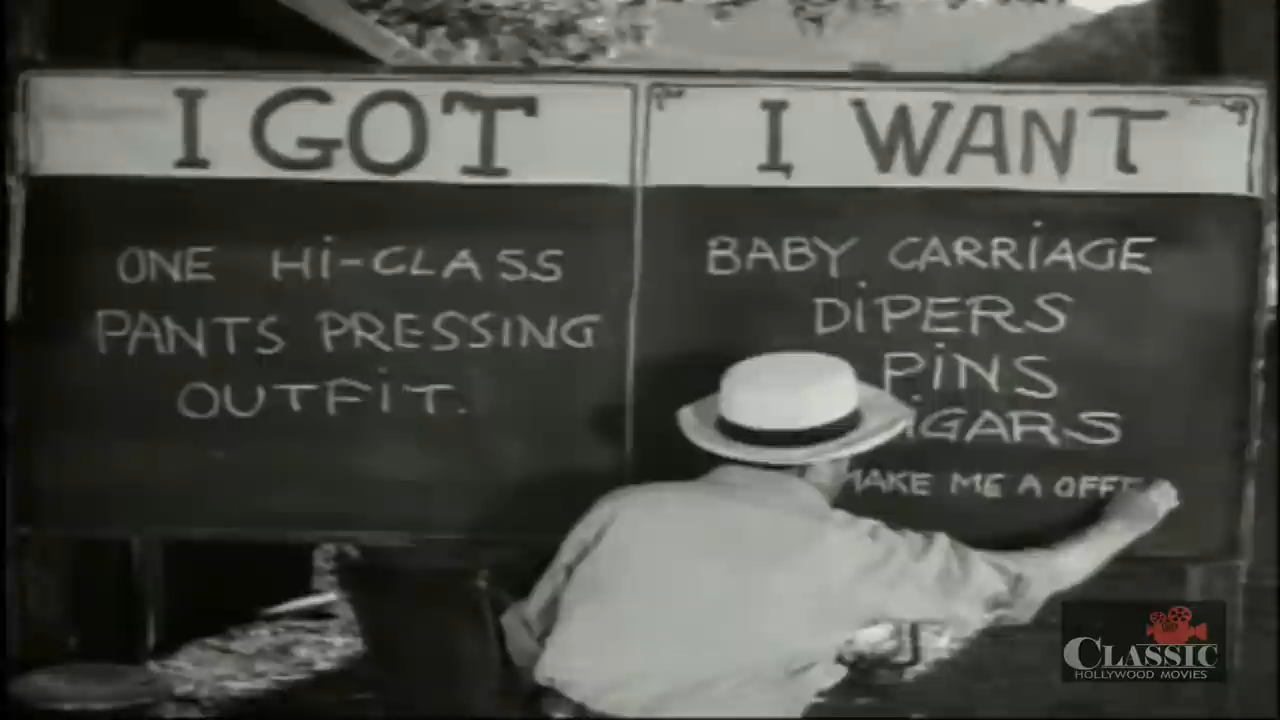 I GOT
ONE Hi-CLASS
PANTS PRESSING
OUTFiT.
I WANT
BABY CARRiAGE
DiPERS
PiNS
MAKE ME A
CLASSIC
HOLLYWOOD MOVIES